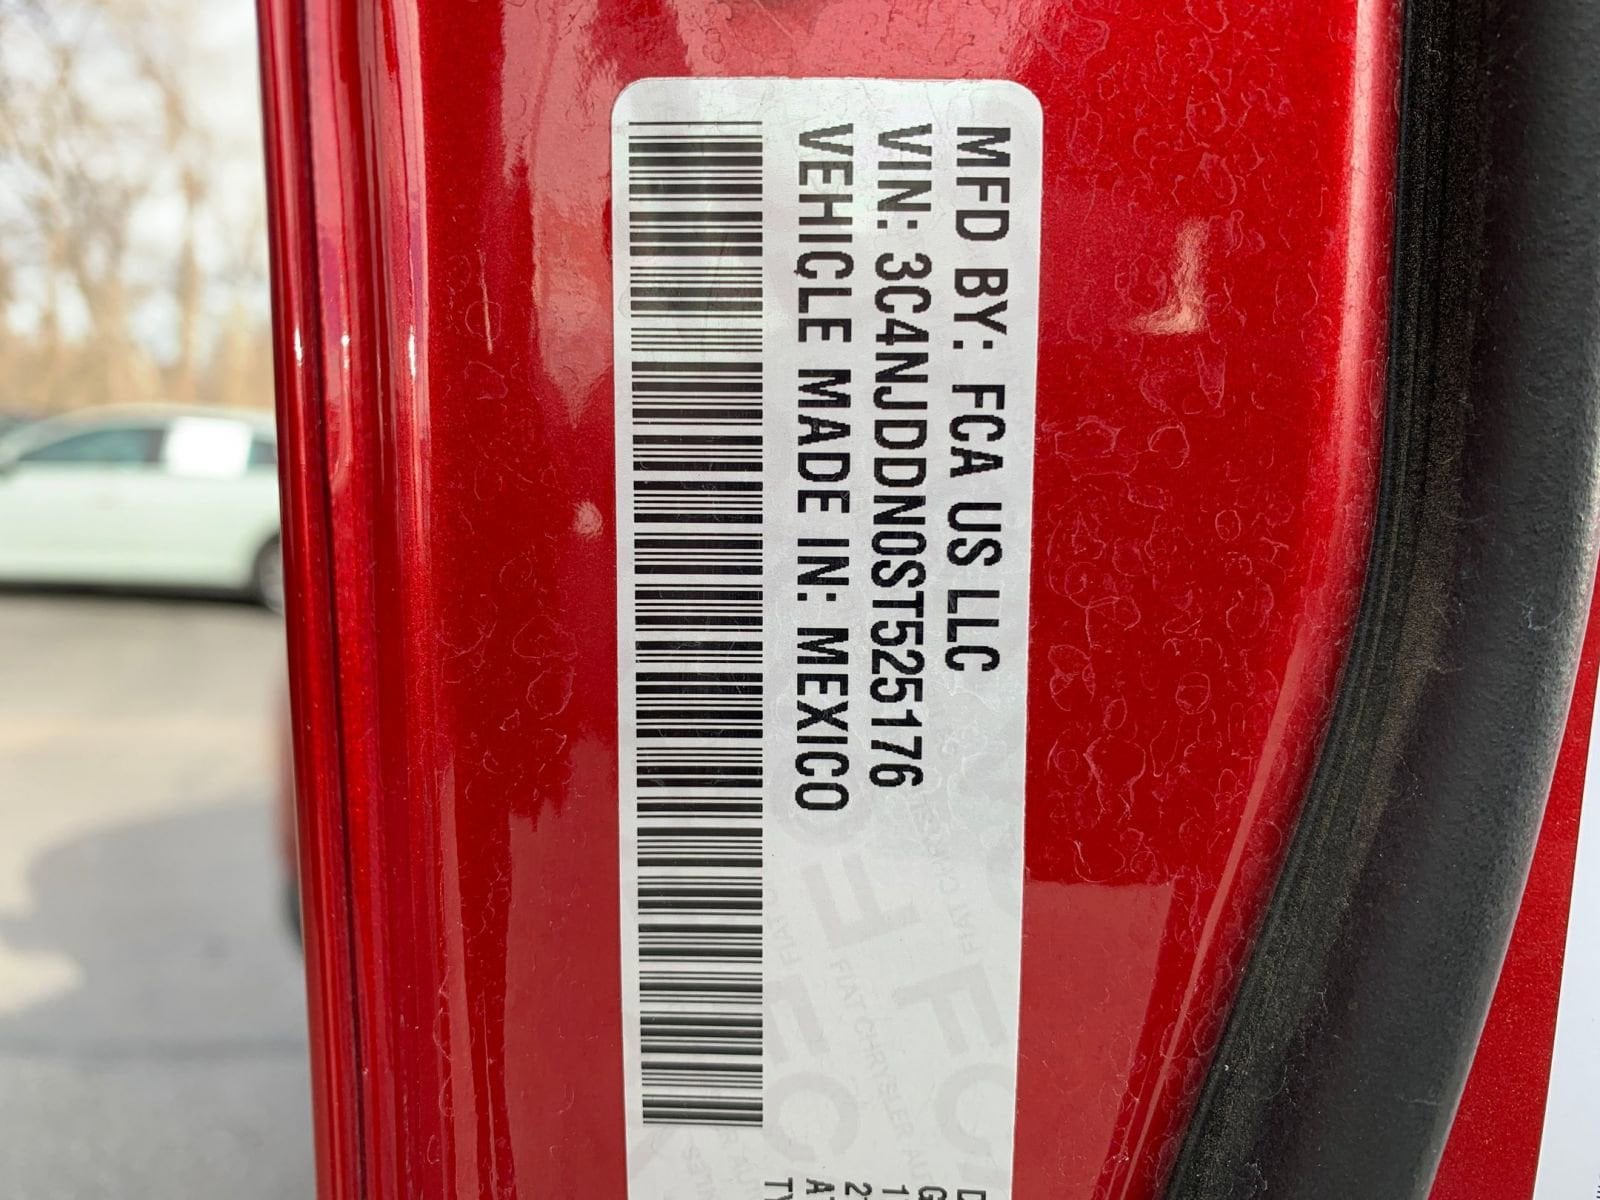 MFD BY: FCA US LLC
VIN: 3C4NJDDN0ST525176
VEHICLE MADE IN: MEXICO